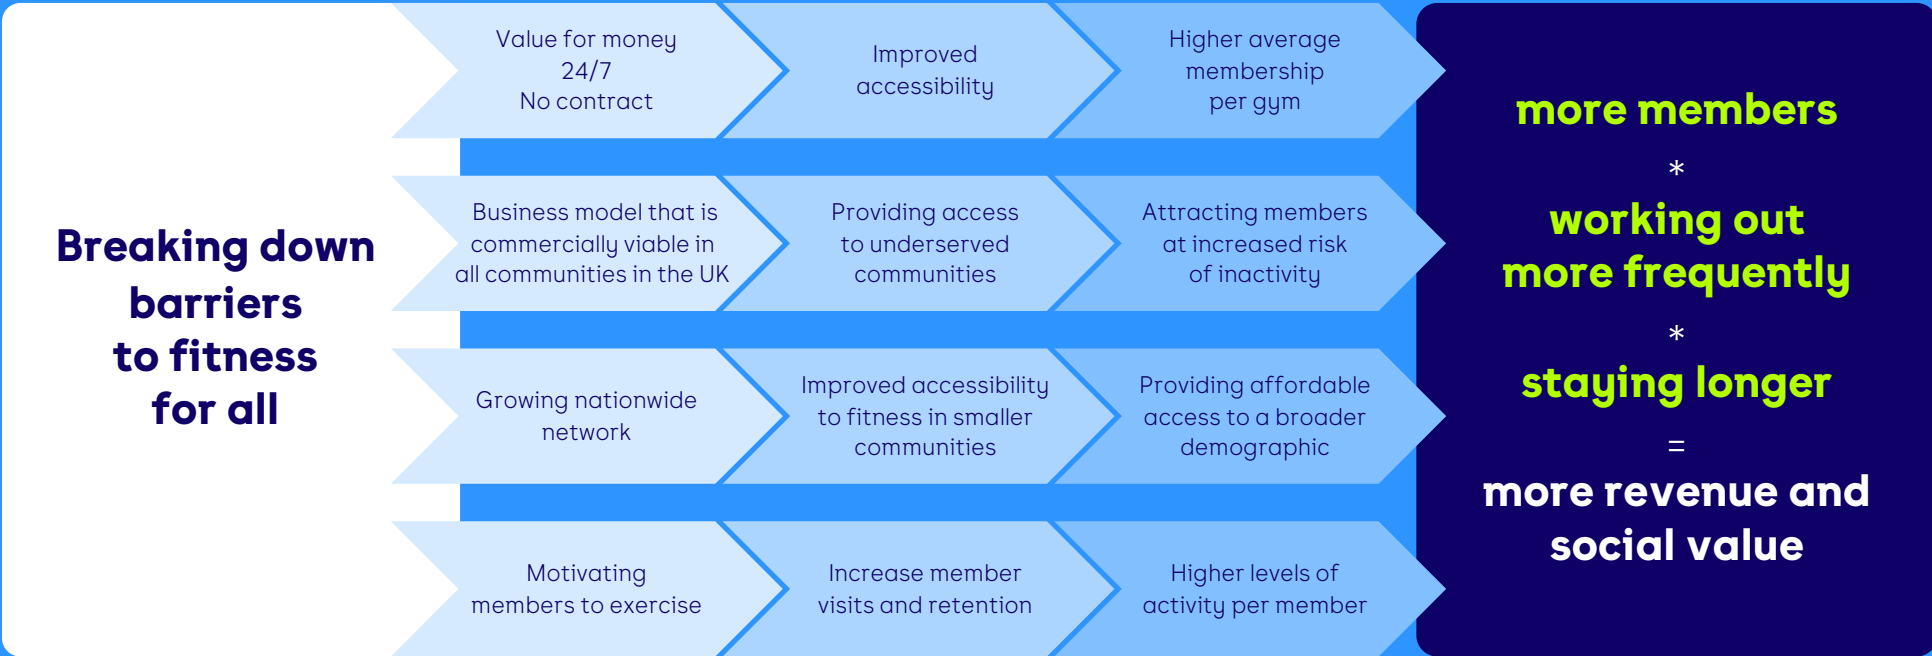 Breaking down
barriers
to fitness
for all
Value for money
24/7
No contract
Improved
accessibility
Higher average
membership
per gym
Business model that is
commercially viable in
all communities in the UK
Providing access
to underserved
communities
Attracting members
at increased risk
of inactivity
Growing nationwide
network
Improved accessibility
to fitness in smaller
communities
Providing affordable
access to a broader
demographic
Motivating
members to exercise
Increase member
visits and retention
Higher levels of
activity per member
more members
*
working out
more frequently
*
staying longer
=
more revenue and
social value